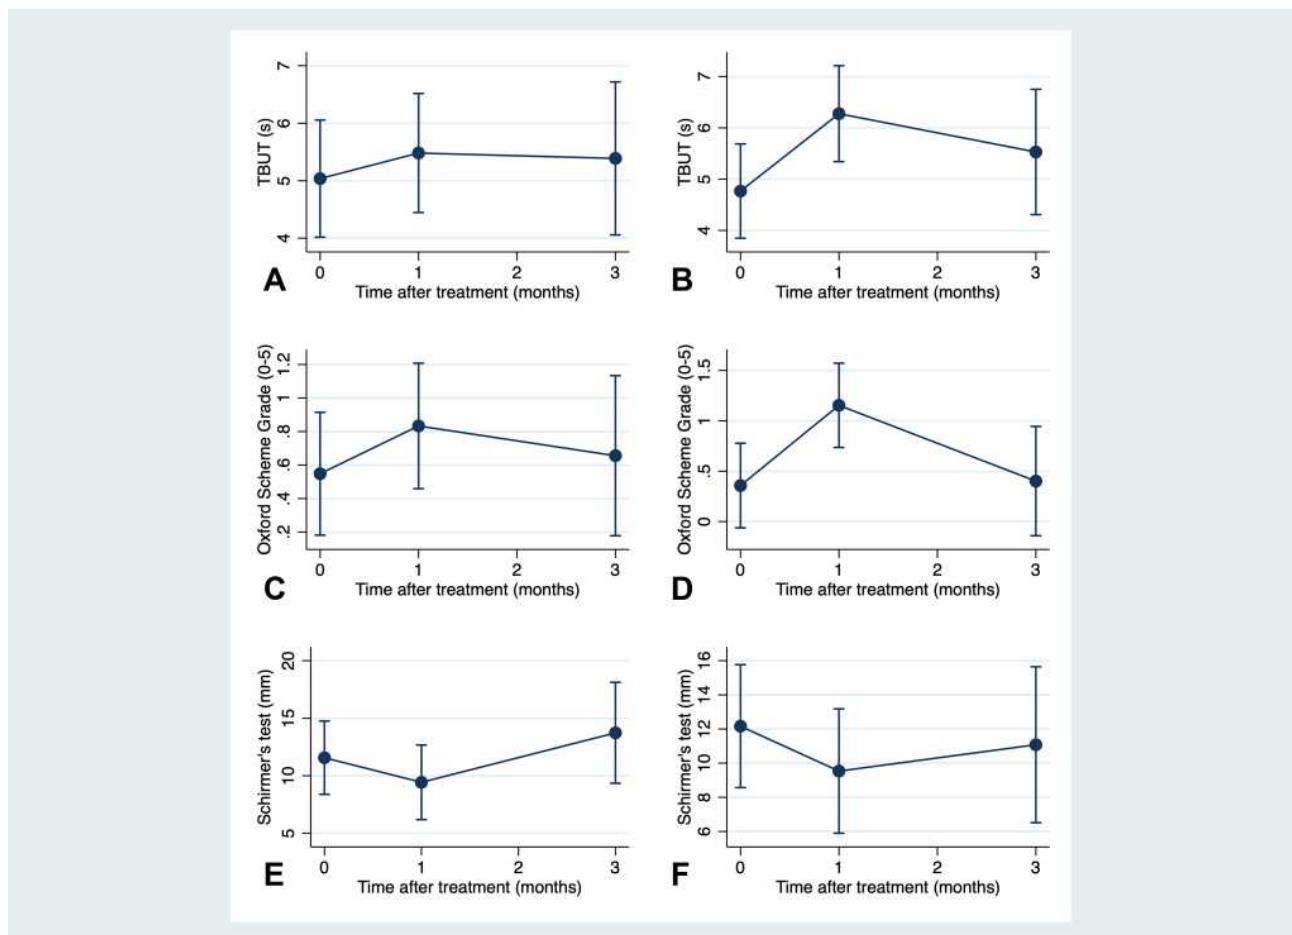 TBUT (s)
7
6
5
4
0 1 2 3
A
Time after treatment (months)
TBUT (s)
7
6
5
4
0 1 2 3
B
Time after treatment (months)
Oxford Scheme Grade (0-5)
1.2
1
.8
.6
.4
.2
0 1 2 3
C
Time after treatment (months)
Oxford Scheme Grade (0-5)
1.5
1
.5
0
0 1 2 3
D
Time after treatment (months)
Schirmer's test (mm)
20
15
10
5
0 1 2 3
E
Time after treatment (months)
Schirmer's test (mm)
16
14
12
10
8
6
0 1 2 3
F
Time after treatment (months)